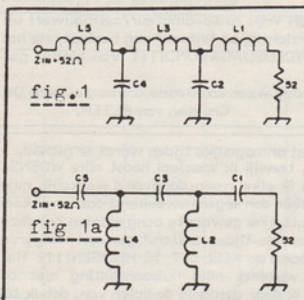 L5 L3 L1
ZIN = 52Ω
C4 C2 52
fig.1
C5 C3 C1
ZIN = 52Ω
L4 L2 52
fig 1a